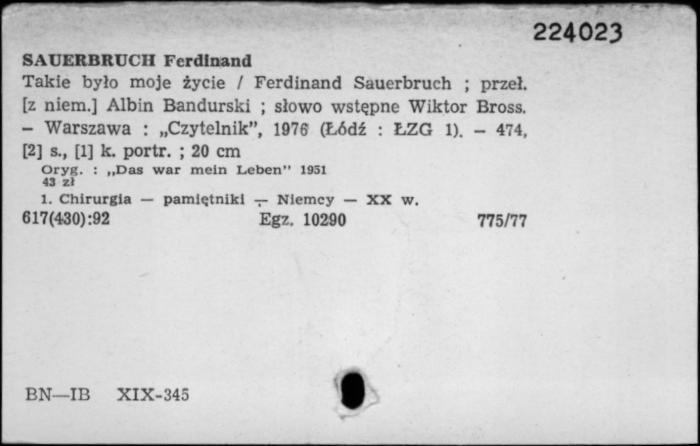 224023
SAUERBRUCH Ferdinand
Takie było moje życie / Ferdinand Sauerbruch ; przeł.
[z niem.] Albin Bandurski ; słowo wstępne Wiktor Bross.
– Warszawa : „Czytelnik”, 1976 (Łódź : ŁZG 1). – 474,
[2] s., [1] k. portr. ; 20 cm
Oryg. : „Das war mein Leben” 1951
43 zł
1. Chirurgia — pamiętniki — Niemcy — XX w.
617(430):92 Egz. 10290 775/77
BN—IB XIX-345